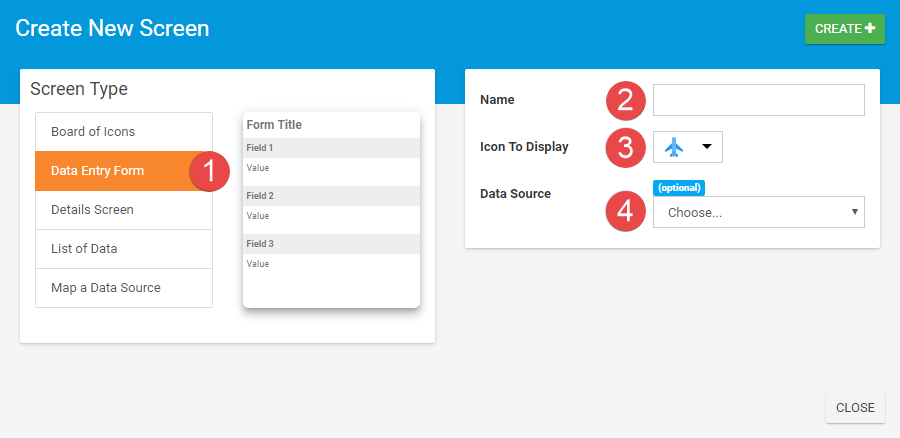 Create New Screen
CREATE+
Screen Type
Board of Icons
Data Entry Form
1
Details Screen
List of Data
Map a Data Source
Form Title
Field 1
Value
Field 2
Value
Field 3
Value
Name
2
Icon To Display
3
Data Source
(optional)
4
Choose...
CLOSE